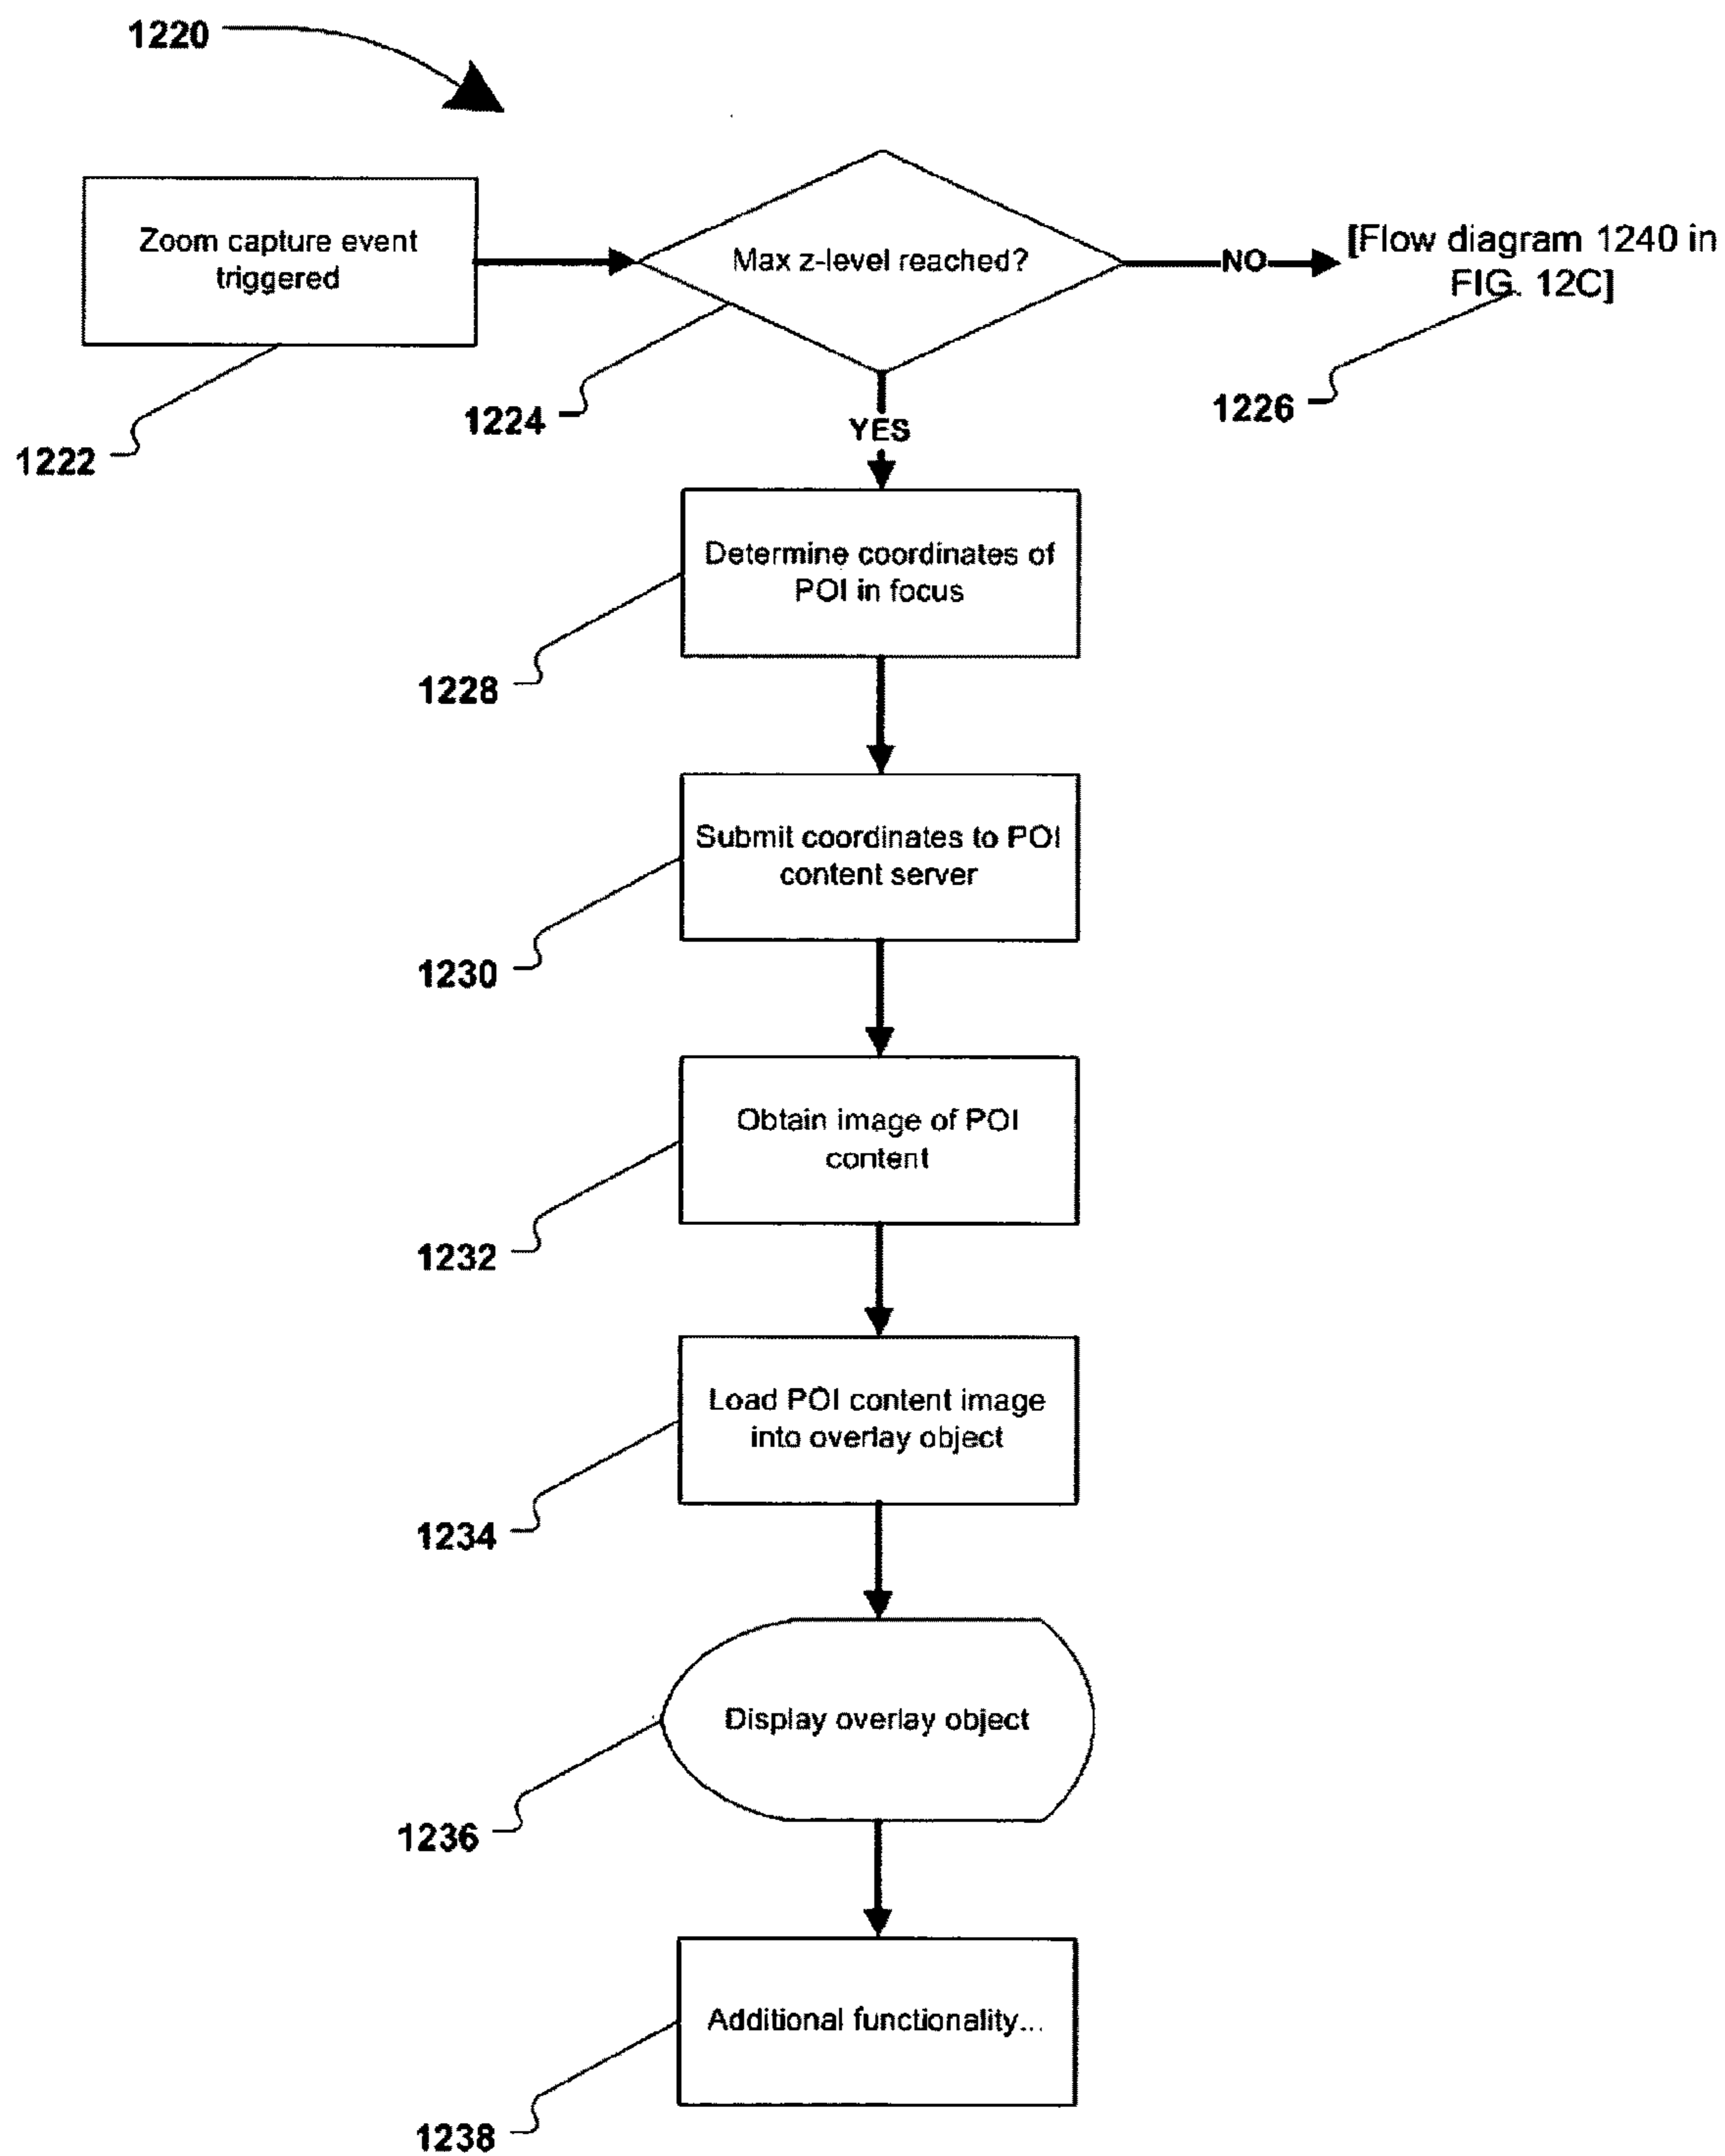 1220
Zoom capture event
triggered
1222
Max z-level reached?
1224
NO
[Flow diagram 1240 in
FIG. 12C]
1226
YES
Determine coordinates of
POI in focus
1228
Submit coordinates to POI
content server
1230
Obtain image of POI
content
1232
Load POI content image
into overlay object
1234
Display overlay object
1236
Additional functionality...
1238